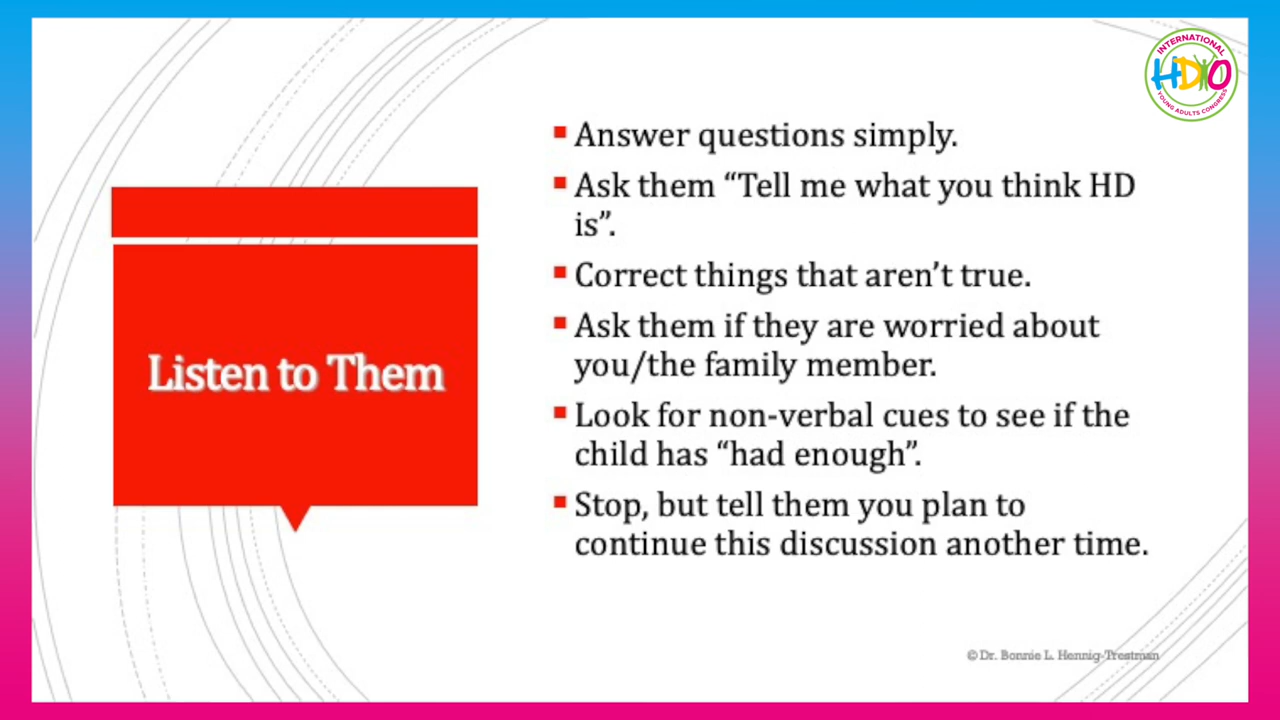 INTERNATIONAL
HDYO
YOUNG ADULTS CONGRESS
Listen to Them
Answer questions simply.
Ask them “Tell me what you think HD
is”.
Correct things that aren’t true.
Ask them if they are worried about
you/the family member.
Look for non-verbal cues to see if the
child has “had enough”.
Stop, but tell them you plan to
continue this discussion another time.
© Dr. Bonnie L. Hennig-Trestman